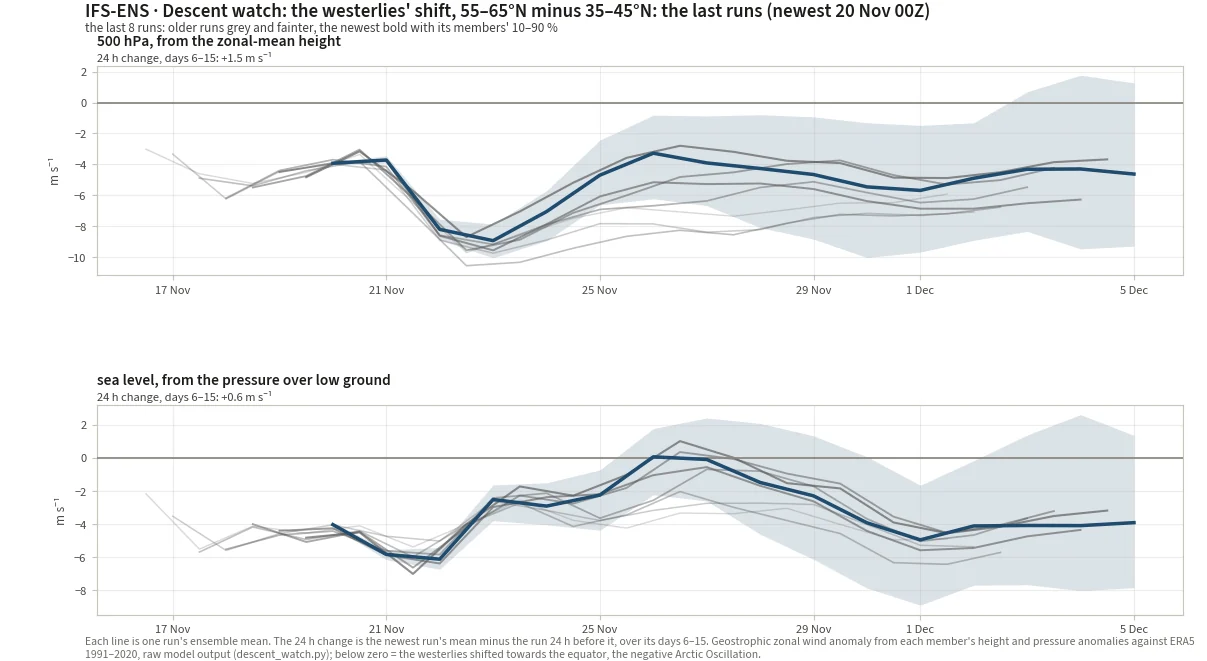 IFS-ENS · Descent watch: the westerlies' shift, 55–65°N minus 35–45°N: the last runs (newest 20 Nov 00Z)
the last 8 runs: older runs grey and fainter, the newest bold with its members' 10–90 %
500 hPa, from the zonal-mean height
24 h change, days 6–15: +1.5 m s⁻¹
2
0
−2
−4
−6
−8
−10
m s⁻¹
17 Nov 21 Nov 25 Nov 29 Nov 1 Dec 5 Dec
sea level, from the pressure over low ground
24 h change, days 6–15: +0.6 m s⁻¹
2
0
−2
−4
−6
−8
m s⁻¹
17 Nov 21 Nov 25 Nov 29 Nov 1 Dec 5 Dec
Each line is one run's ensemble mean. The 24 h change is the newest run's mean minus the run 24 h before it, over its days 6–15. Geostrophic zonal wind anomaly from each member's height and pressure anomalies against ERA5
1991–2020, raw model output (descent_watch.py); below zero = the westerlies shifted towards the equator, the negative Arctic Oscillation.